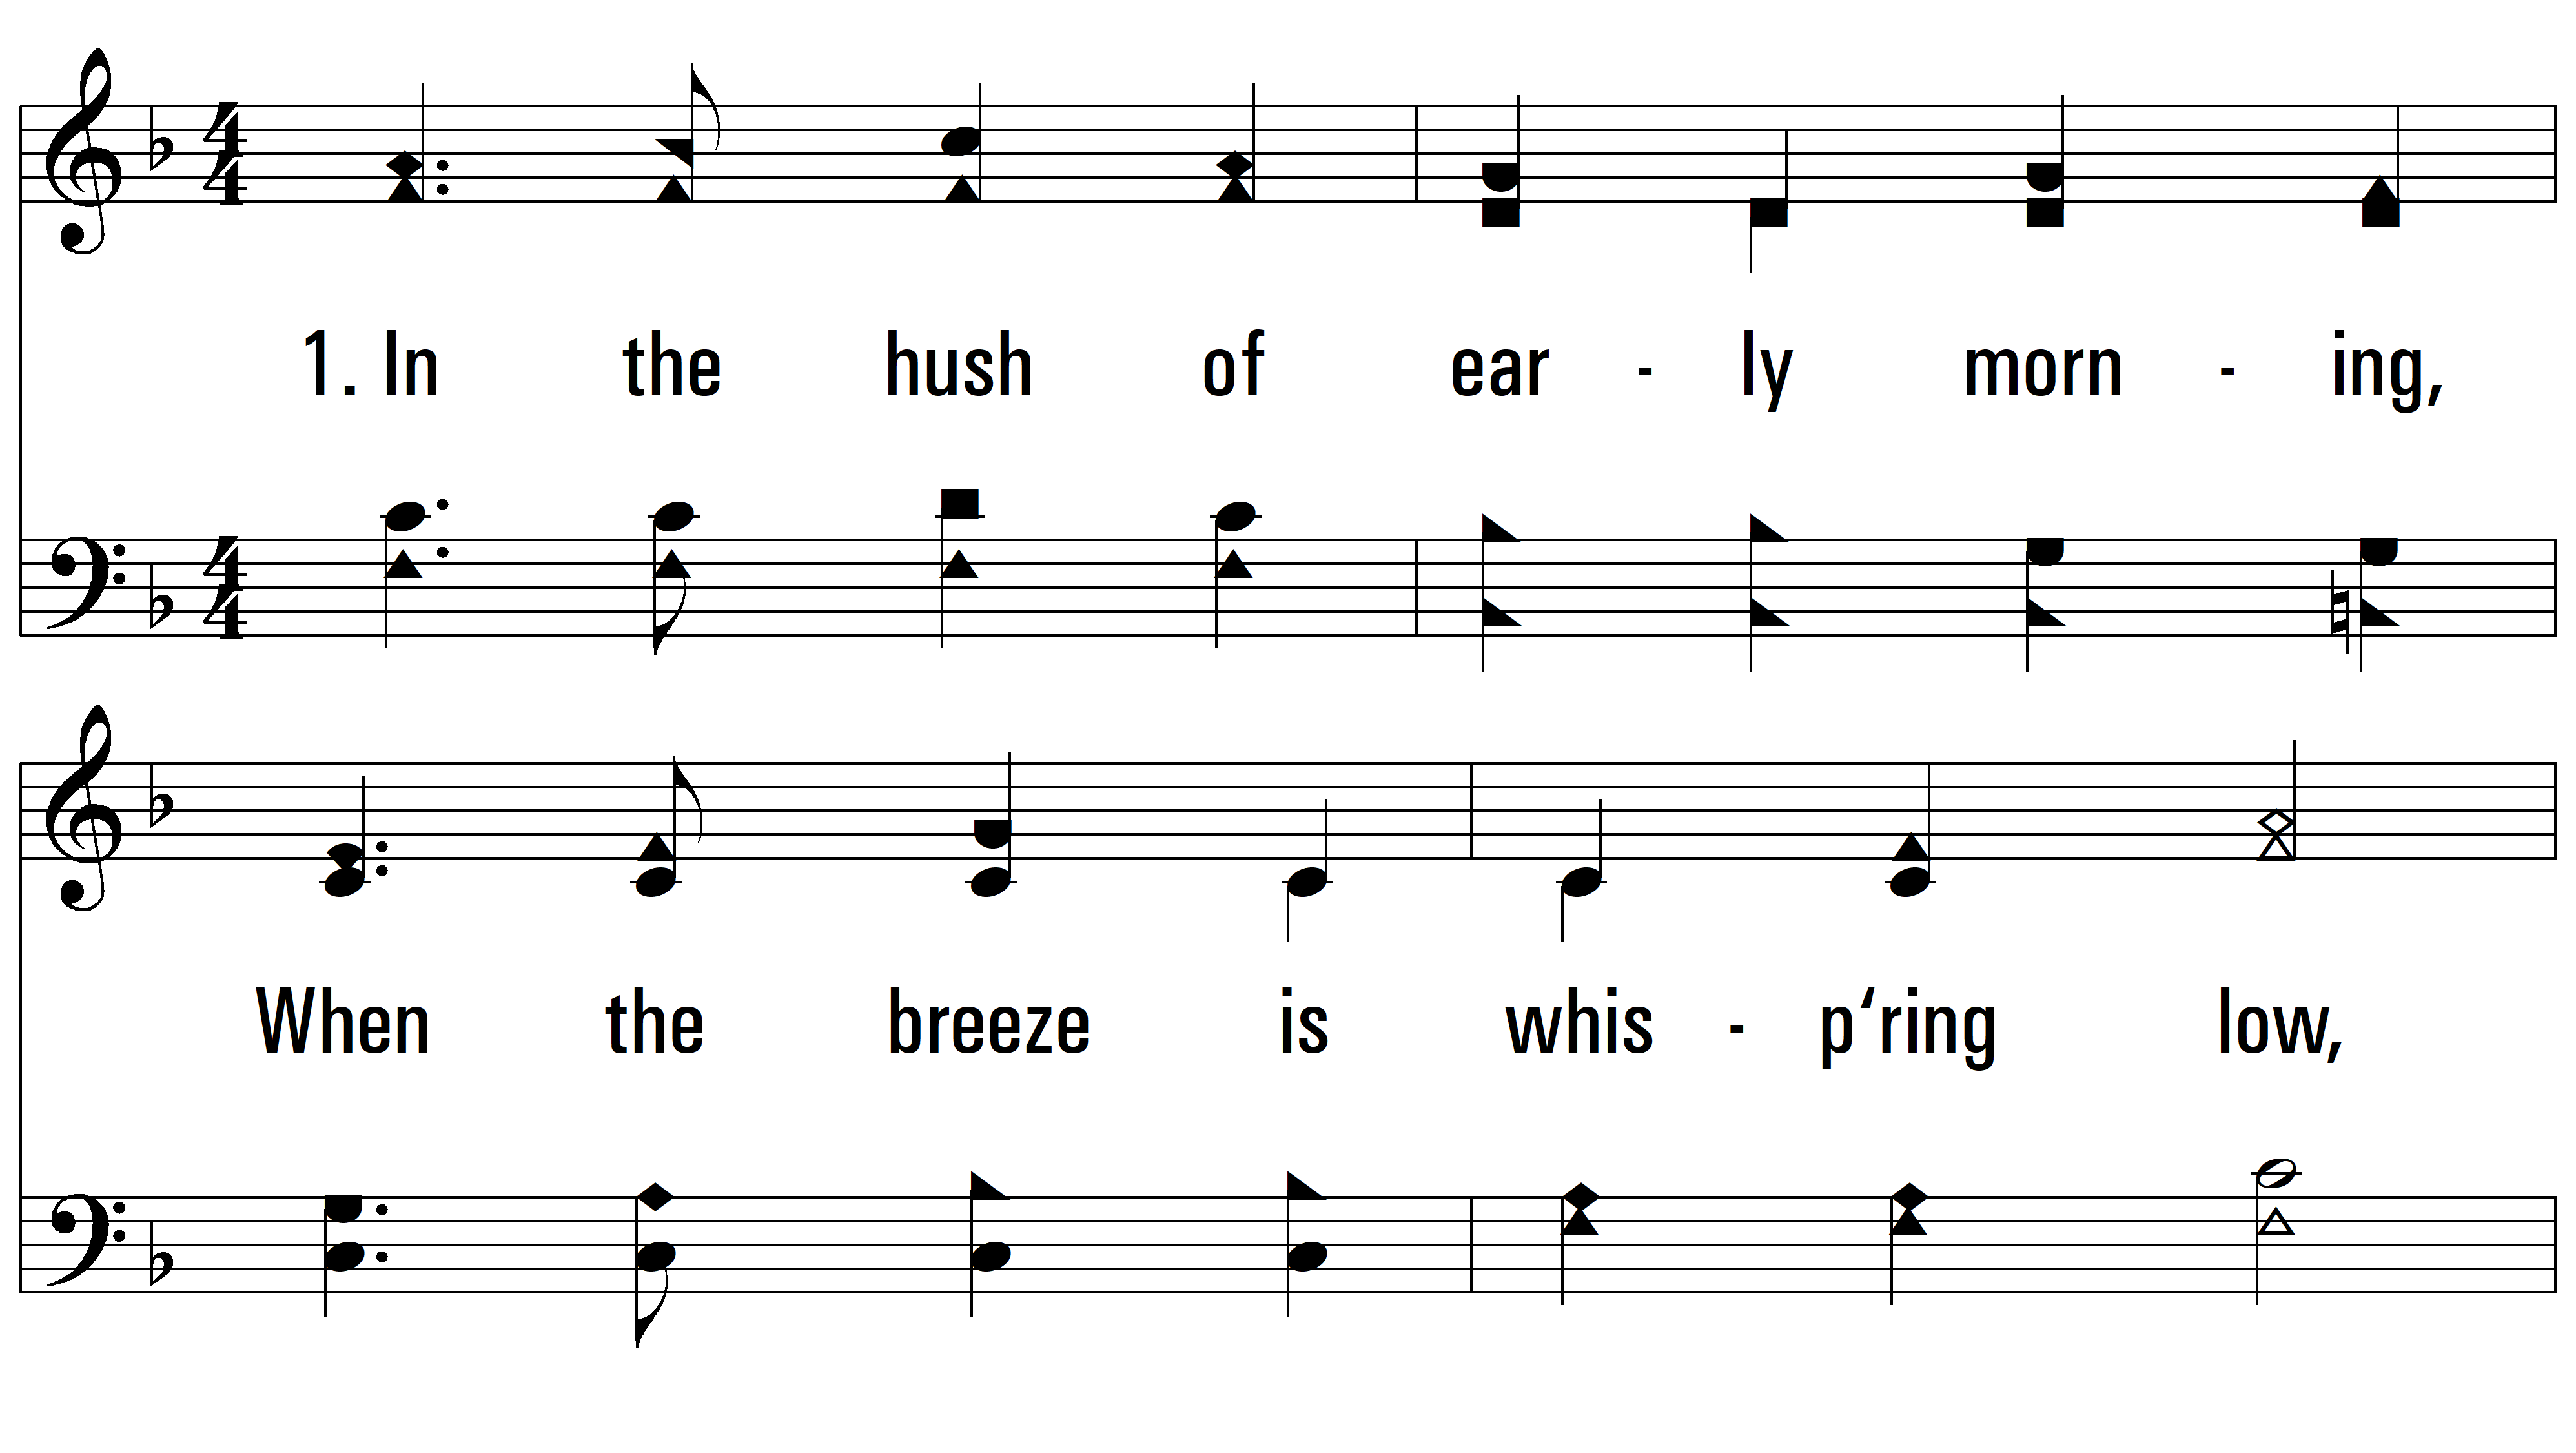 1. In the hush of ear - ly morn - ing,
When the breeze is whis - p‘ring low,